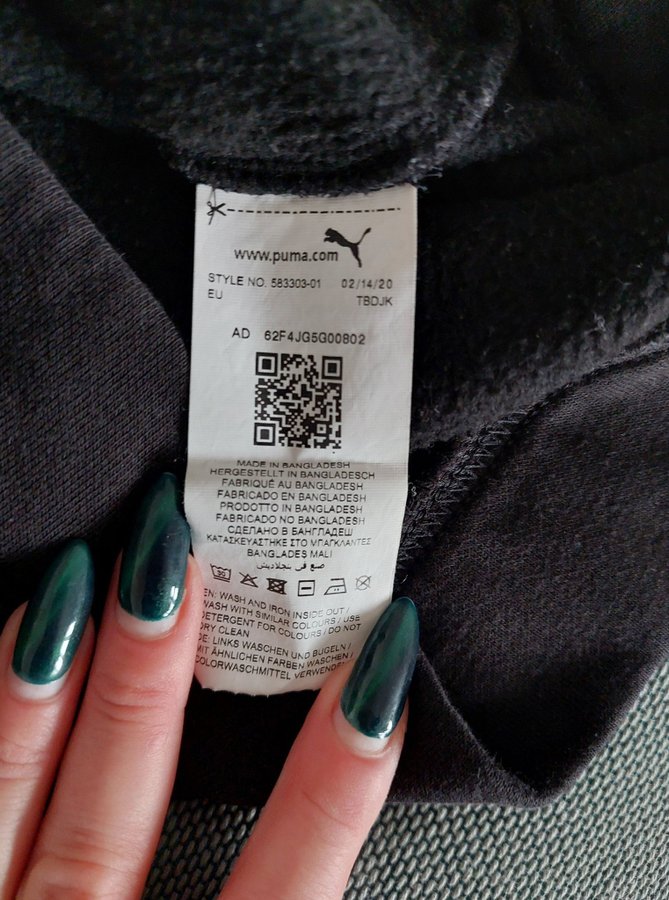 www.puma.com
STYLE NO. 583303-01 02/14/20
EU TBDJK
AD 62F4JG5G00802
MADE IN BANGLADESH
HERGESTELLT IN BANGLADESCH
FABRIQUÉ AU BANGLADESH
FABRICADO EN BANGLADESH
PRODOTTO IN BANGLADESH
FABRICADO NO BANGLADESH
СДЕЛАНО В БАНГЛАДЕШ
ΚΑΤΑΣΚΕΥΑΣΤΗΚΕ ΣΤΟ ΜΠΑΓΚΛΑΝΤΕΣ
BANGLADES MALI
صنع في بنجلاديش
EN: WASH AND IRON INSIDE OUT /
WASH WITH SIMILAR COLOURS / USE
DETERGENT FOR COLOURS / DO NOT
DRY CLEAN
DE: LINKS WASCHEN UND BÜGELN /
MIT ÄHNLICHEN FARBEN WASCHEN /
COLORWASCHMITTEL VERWENDEN